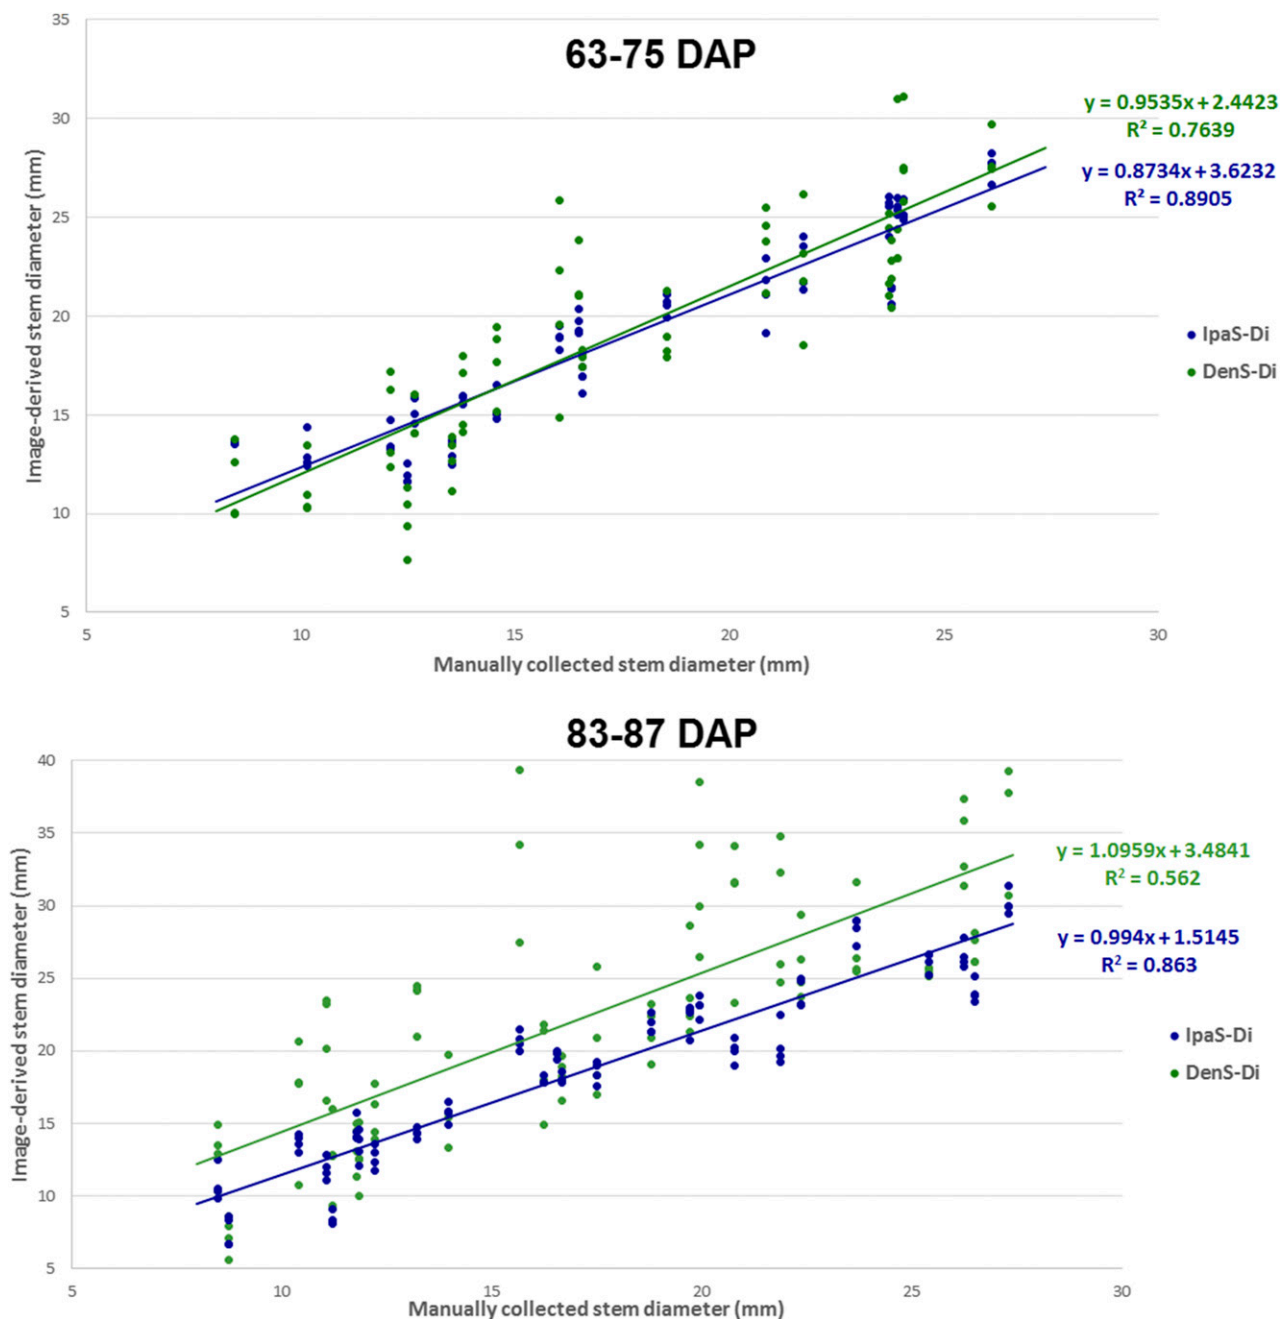 63-75 DAP
35
30
25
20
15
10
5
5 10 15 20 25 30
Image-derived stem diameter (mm)
Manually collected stem diameter (mm)
y = 0.9535x + 2.4423
R² = 0.7639
y = 0.8734x + 3.6232
R² = 0.8905
IpaS-Di
DenS-Di
83-87 DAP
40
35
30
25
20
15
10
5
5 10 15 20 25 30
Image-derived stem diameter (mm)
Manually collected stem diameter (mm)
y = 1.0959x + 3.4841
R² = 0.562
y = 0.994x + 1.5145
R² = 0.863
IpaS-Di
DenS-Di